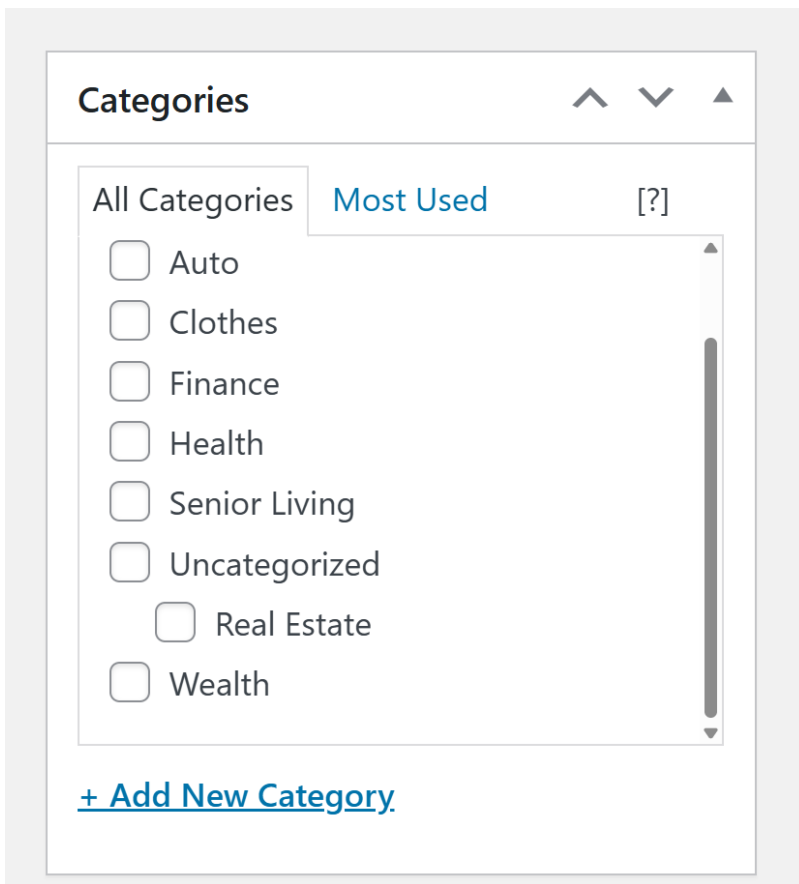 Categories
All Categories Most Used [?]
Auto
Clothes
Finance
Health
Senior Living
Uncategorized
Real Estate
Wealth
+ Add New Category